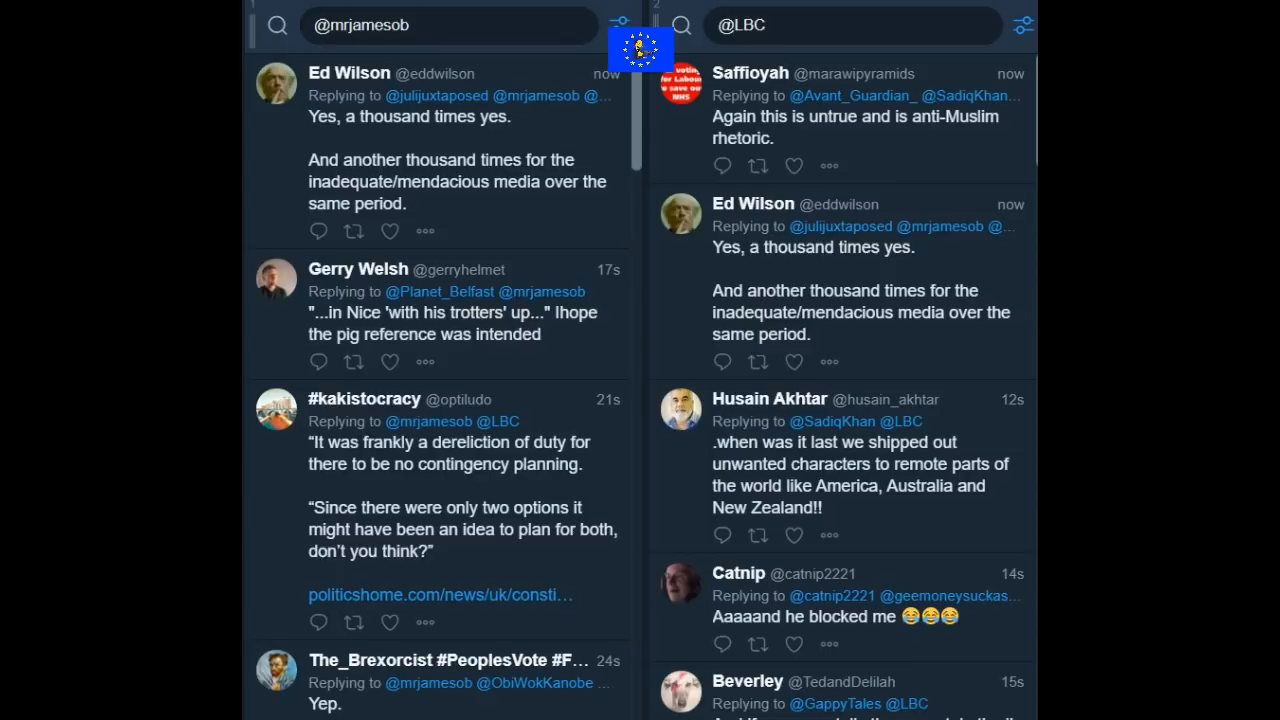 1
@mrjamesob
Ed Wilson @eddwilson now
Replying to @julijuxtaposed @mrjamesob @...
Yes, a thousand times yes.
And another thousand times for the
inadequate/mendacious media over the
same period.
Gerry Welsh @gerryhelmet 17s
Replying to @Planet_Belfast @mrjamesob
"...in Nice 'with his trotters' up..." Ihope
the pig reference was intended
#kakistocracy @optiludo 21s
Replying to @mrjamesob @LBC
“It was frankly a dereliction of duty for
there to be no contingency planning.
“Since there were only two options it
might have been an idea to plan for both,
don’t you think?”
politicshome.com/news/uk/consti…
The_Brexorcist #PeoplesVote #F... 24s
Replying to @mrjamesob @ObiWokKanobe ...
Yep.
2
@LBC
voting
for Labour
to save our
NHS
Saffioyah @marawipyramids now
Replying to @Avant_Guardian_ @SadiqKhan...
Again this is untrue and is anti-Muslim
rhetoric.
Ed Wilson @eddwilson now
Replying to @julijuxtaposed @mrjamesob @...
Yes, a thousand times yes.
And another thousand times for the
inadequate/mendacious media over the
same period.
Husain Akhtar @husain_akhtar 12s
Replying to @SadiqKhan @LBC
.when was it last we shipped out
unwanted characters to remote parts of
the world like America, Australia and
New Zealand!!
Catnip @catnip2221 14s
Replying to @catnip2221 @geemoneysuckas...
Aaaaand he blocked me 😂😂😂
Beverley @TedandDelilah 15s
Replying to @GappyTales @LBC